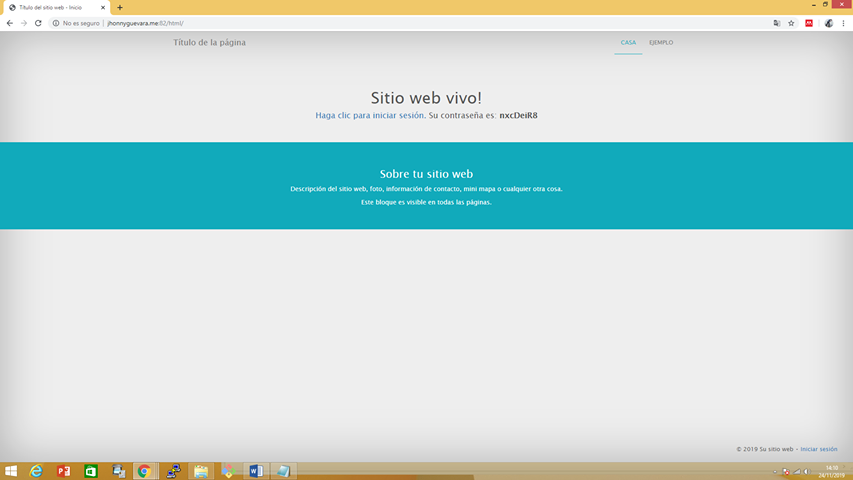 Título del sitio web - Inicio
No es seguro | jhonnyguevara.me:82/html/
Título de la página
CASA
EJEMPLO
Sitio web vivo!
Haga clic para iniciar sesión. Su contraseña es: nxcDeiR8
Sobre tu sitio web
Descripción del sitio web, foto, información de contacto, mini mapa o cualquier otra cosa.
Este bloque es visible en todas las páginas.
© 2019 Su sitio web • Iniciar sesión
14:10
24/11/2019